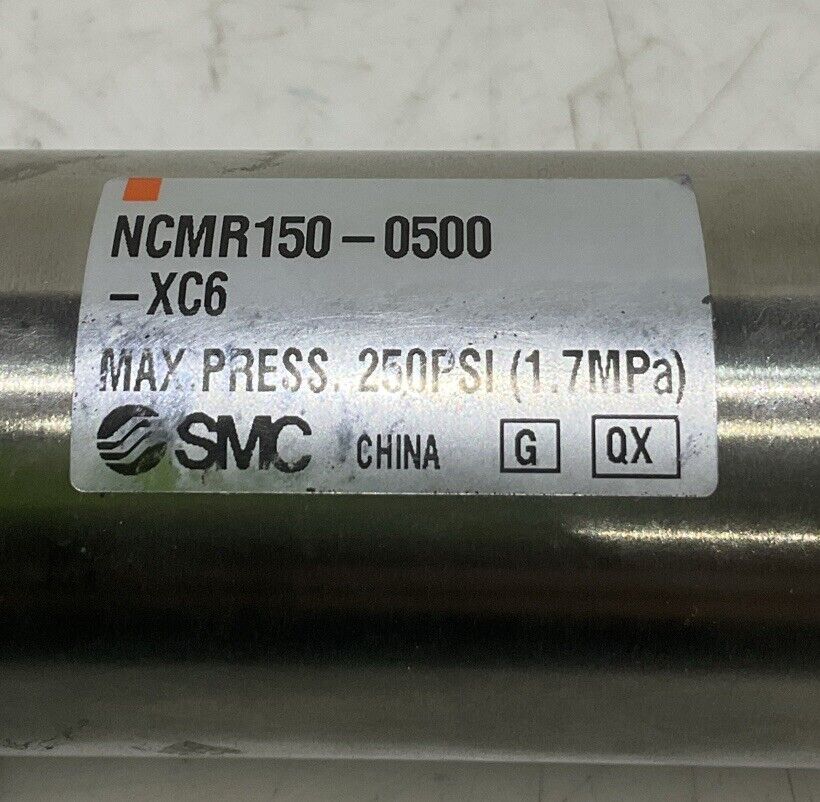 NCMR150-0500
-XC6
MAX.PRESS. 250PSI (1.7MPa)
SMC CHINA G QX